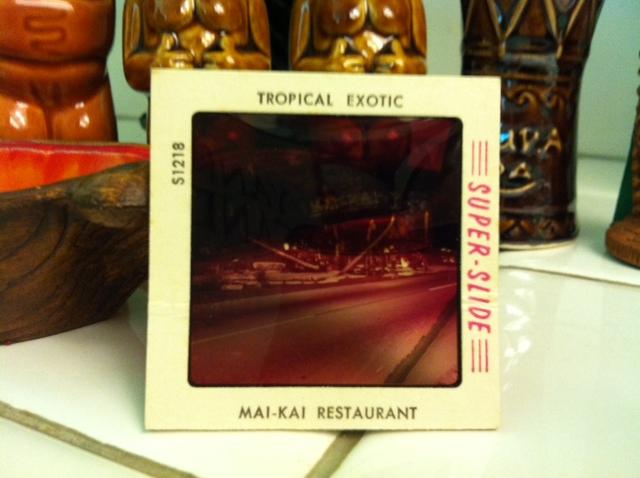 TROPICAL EXOTIC
S1218
SUPER-SLIDE
MAI-KAI RESTAURANT